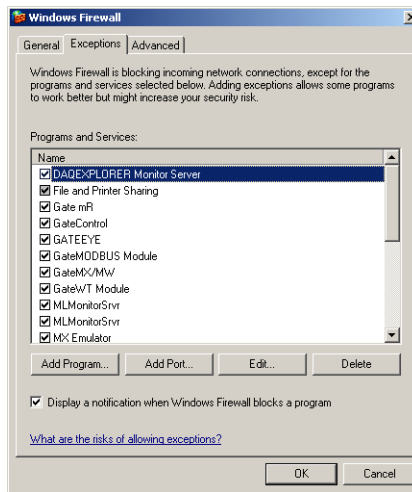 Windows Firewall
General Exceptions Advanced
Windows Firewall is blocking incoming network connections, except for the
programs and services selected below. Adding exceptions allows some programs
to work better but might increase your security risk.
Programs and Services:
Name
DAQEXPLORER Monitor Server
File and Printer Sharing
Gate mR
GateControl
GATEEYE
GateMODBUS Module
GateMX/MW
GateWT Module
MLMonitorSrvr
MLMonitorSrvr
MX Emulator
Add Program... Add Port... Edit... Delete
Display a notification when Windows Firewall blocks a program
What are the risks of allowing exceptions?
OK Cancel